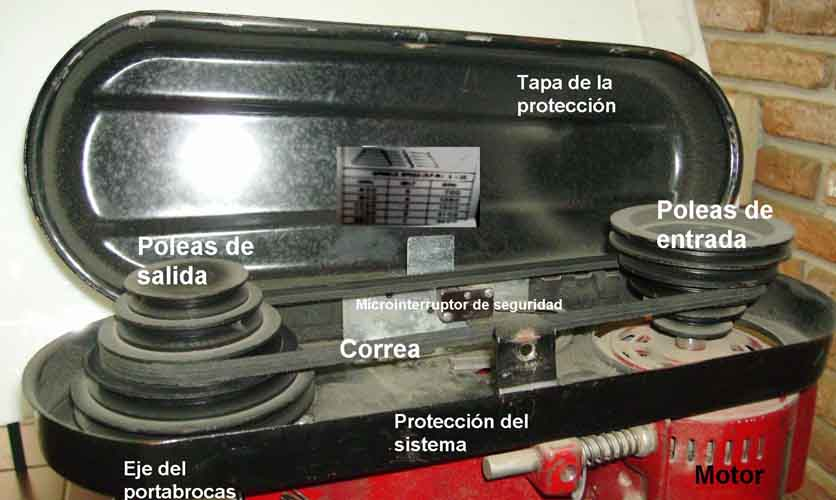 Tapa de la
protección
Poleas de
salida
Poleas de
entrada
Microinterruptor de seguridad
Correa
Protección del
sistema
Eje del
portabrocas
Motor